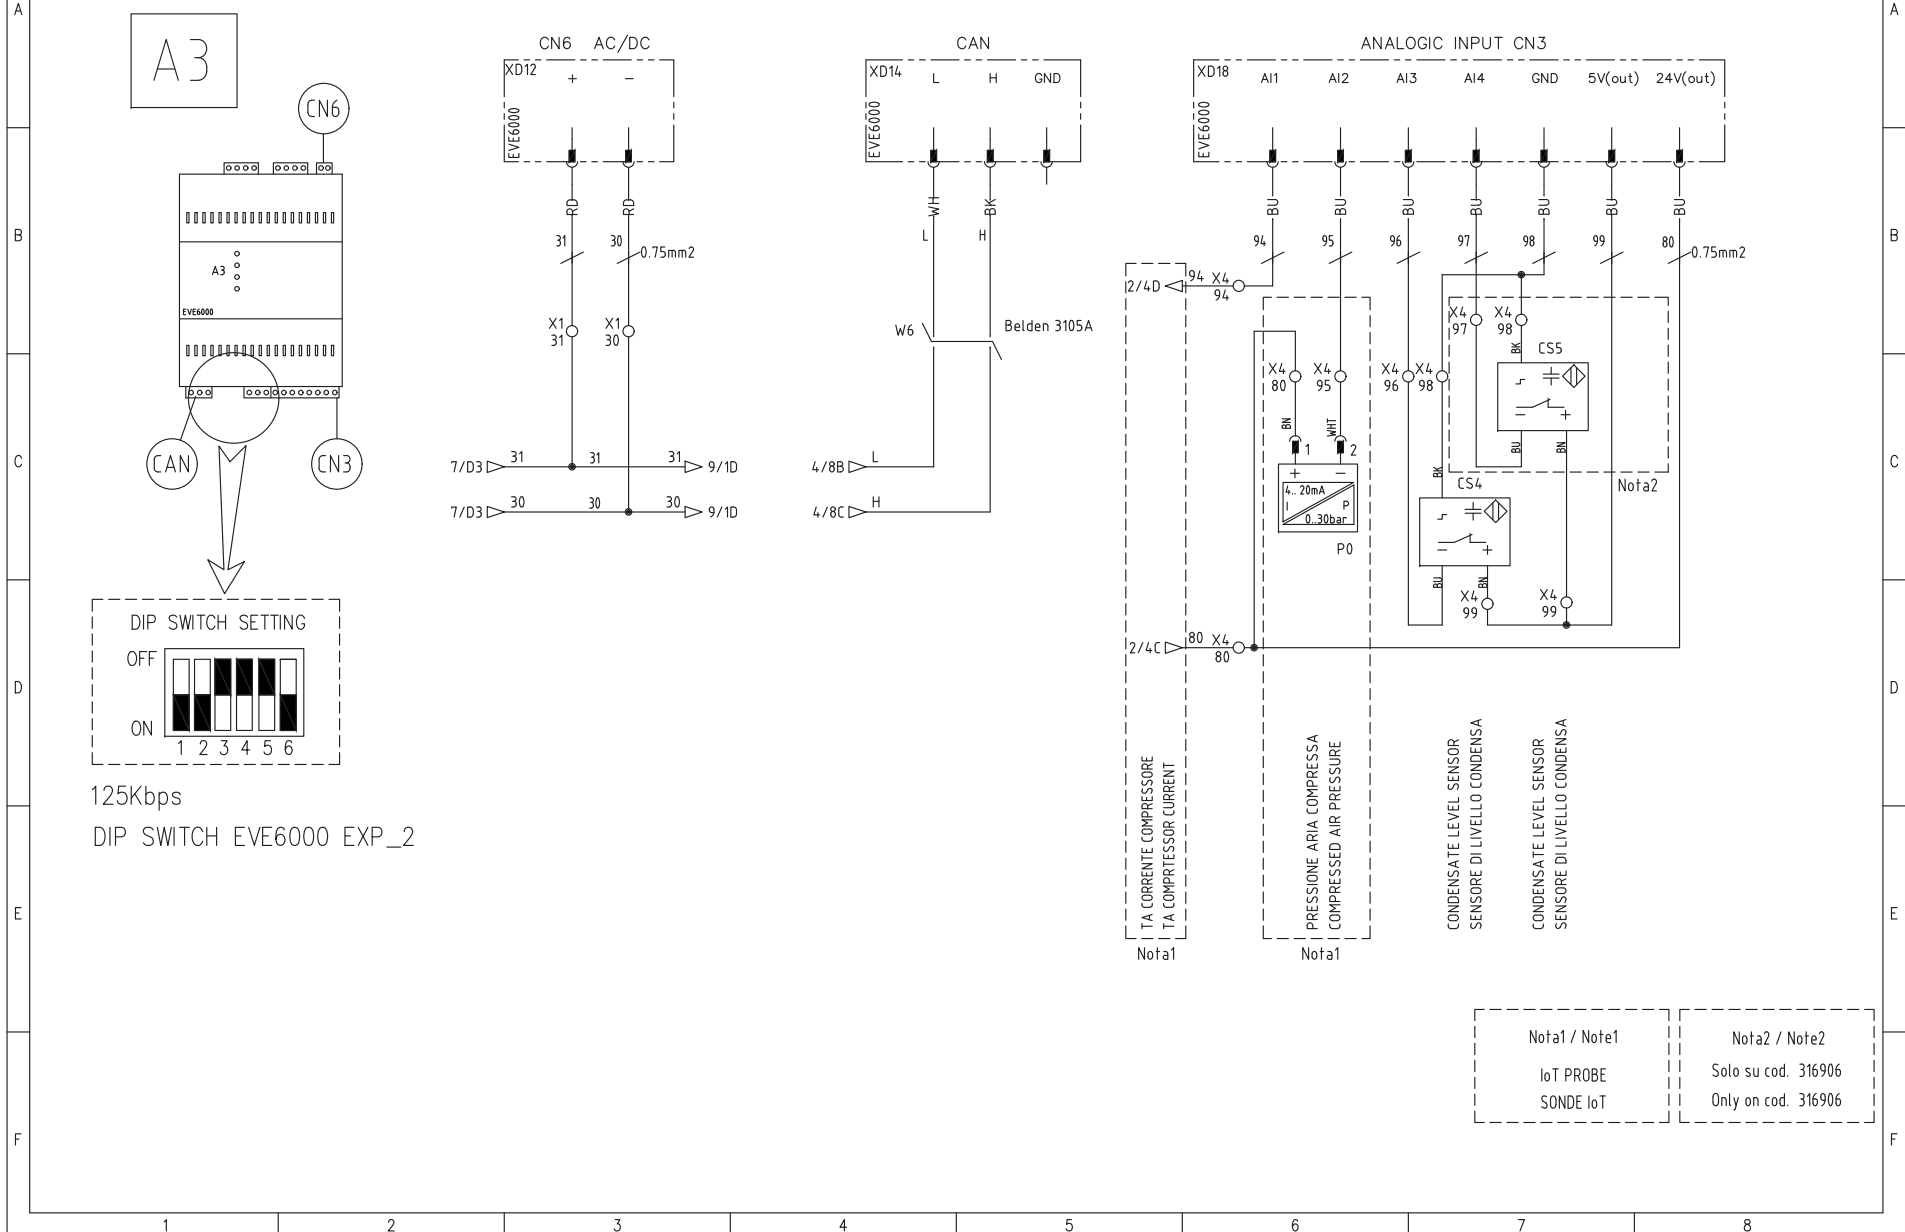 A
A
A3
CN6
CN6 AC/DC
XD12
+
-
EVE6000
CAN
XD14
L
H
GND
EVE6000
ANALOGIC INPUT CN3
XD18
AI1
AI2
AI3
AI4
GND
5V(out)
24V(out)
EVE6000
B
B
A3
EVE6000
CAN
CN3
RD
RD
31
30
0.75mm2
X1
31
X1
30
WH
BK
L
H
W6
Belden 3105A
BU
BU
BU
BU
BU
BU
BU
94
95
96
97
98
99
80
0.75mm2
2/4D
94
X4
94
X4
97
X4
98
BK
CS5
X4
80
X4
95
X4
96
X4
98
-
+
BN
WHT
1
2
BU
BN
C
C
7/D3
31
31
31
9/1D
7/D3
30
30
30
9/1D
4/8B
L
4/8C
H
+
-
4.. 20mA
I
P
0..30bar
P0
BK
CS4
Nota2
-
+
BU
BN
X4
99
X4
99
2/4C
80
X4
80
DIP SWITCH SETTING
OFF
ON
1 2 3 4 5 6
D
D
125Kbps
DIP SWITCH EVE6000 EXP_2
TA CORRENTE COMPRESSORE
TA COMPRTESSOR CURRENT
Nota1
PRESSIONE ARIA COMPRESSA
COMPRESSED AIR PRESSURE
Nota1
CONDENSATE LEVEL SENSOR
SENSORE DI LIVELLO CONDENSA
CONDENSATE LEVEL SENSOR
SENSORE DI LIVELLO CONDENSA
E
E
Nota1 / Note1
IoT PROBE
SONDE IoT
Nota2 / Note2
Solo su cod. 316906
Only on cod. 316906
F
F
1
2
3
4
5
6
7
8